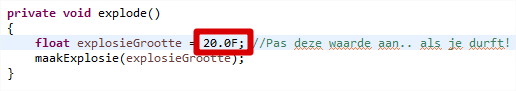 private void explode()
{
float explosieGrootte = 20.0F; //Pas deze waarde aan.. als je durft!
maakExplosie(explosieGrootte);
}